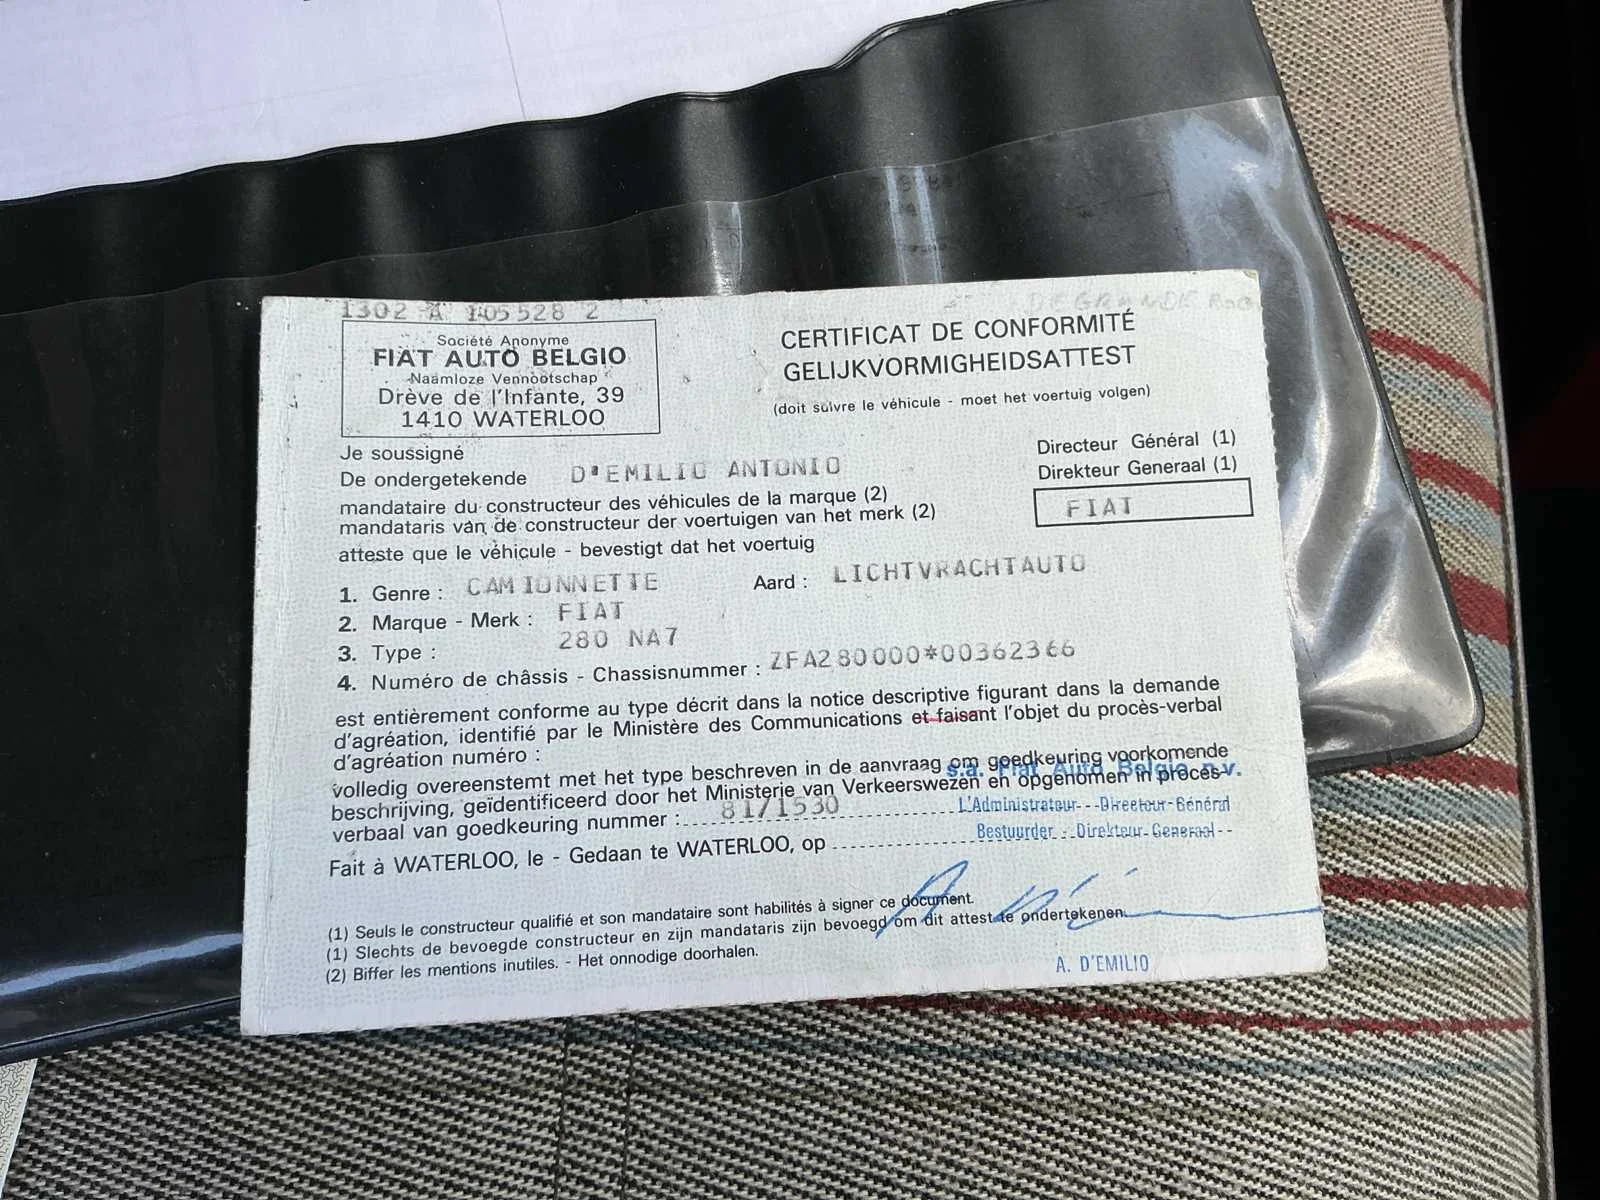 1302 A 105528 2
DEGRANDE
Société Anonyme
FIAT AUTO BELGIO
Naamloze Vennootschap
Drève de l'Infante, 39
1410 WATERLOO
CERTIFICAT DE CONFORMITÉ
GELIJKVORMIGHEIDSATTEST
(doit suivre le véhicule - moet het voertuig volgen)
Je soussigné
De ondergetekende D'EMILIO ANTONIO
Directeur Général (1)
Direkteur Generaal (1)
mandataire du constructeur des véhicules de la marque (2)
mandataris van de constructeur der voertuigen van het merk (2)
FIAT
atteste que le véhicule - bevestigt dat het voertuig
1. Genre : CAMIONNETTE Aard : LICHTVRACHTAUTO
2. Marque - Merk : FIAT
3. Type : 280 NA7
4. Numéro de châssis - Chassisnummer : ZFA280000*00362366
est entièrement conforme au type décrit dans la notice descriptive figurant dans la demande
d'agréation, identifié par le Ministère des Communications et faisant l'objet du procès-verbal
d'agréation numéro :
volledig overeenstemt met het type beschreven in de aanvraag om goedkeuring voorkomende
s.a. Fiat Auto Belgio n.v.
beschrijving, geïdentificeerd door het Ministerie van Verkeerswezen en opgenomen in proces-
verbaal van goedkeuring nummer : 81/1530
L'Administrateur - Directeur-Général
Bestuurder - Direkteur-Generaal
Fait à WATERLOO, le - Gedaan te WATERLOO, op
(1) Seuls le constructeur qualifié et son mandataire sont habilités à signer ce document.
(1) Slechts de bevoegde constructeur en zijn mandataris zijn bevoegd om dit attest te ondertekenen.
(2) Biffer les mentions inutiles. - Het onnodige doorhalen.
A. D'EMILIO